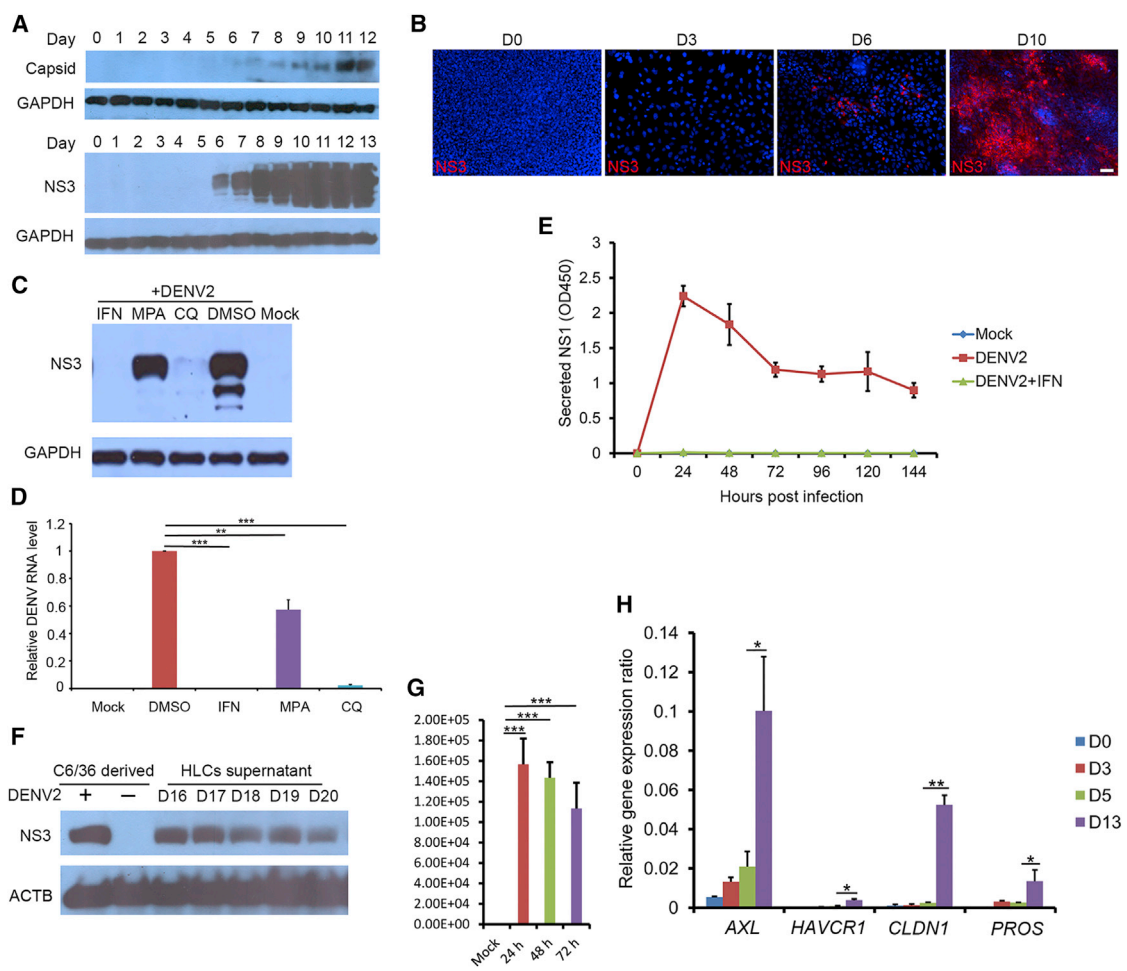 A
Day 0 1 2 3 4 5 6 7 8 9 10 11 12
Capsid
GAPDH
Day 0 1 2 3 4 5 6 7 8 9 10 11 12 13
NS3
GAPDH
B
D0 D3 D6 D10
NS3 NS3 NS3 NS3
C
+DENV2
IFN MPA CQ DMSO Mock
NS3
GAPDH
D
Relative DENV RNA level
1.2
1
0.8
0.6
0.4
0.2
0
***
**
***
Mock DMSO IFN MPA CQ
E
Secreted NS1 (OD450)
3
2.5
2
1.5
1
0.5
0
0 24 48 72 96 120 144
Hours post infection
Mock
DENV2
DENV2+IFN
F
C6/36 derived HLCs supernatant
DENV2 + − D16 D17 D18 D19 D20
NS3
ACTB
G
2.00E+05
1.80E+05
1.60E+05
1.40E+05
1.20E+05
1.00E+05
8.00E+04
6.00E+04
4.00E+04
2.00E+04
0.00E+00
***
***
***
Mock 24 h 48 h 72 h
H
Relative gene expression ratio
0.14
0.12
0.1
0.08
0.06
0.04
0.02
0
*
*
**
*
AXL HAVCR1 CLDN1 PROS
D0
D3
D5
D13